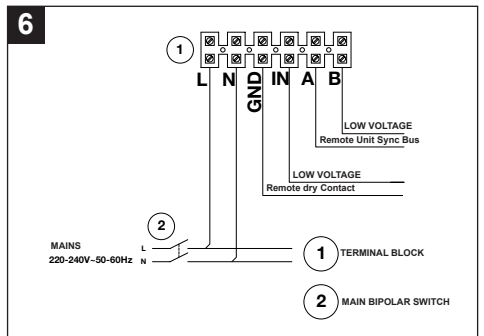 6
1
L N GND IN A B
LOW VOLTAGE
Remote Unit Sync Bus
LOW VOLTAGE
Remote dry Contact
2
MAINS
220-240V~50-60Hz
L
N
1 TERMINAL BLOCK
2 MAIN BIPOLAR SWITCH